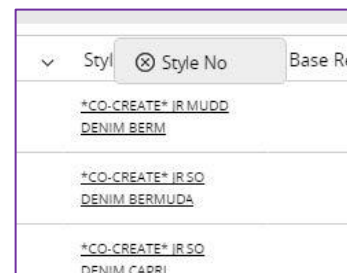 Styl Style No Base R
*CO-CREATE* JR MUDD
DENIM BERM
*CO-CREATE* JR SO
DENIM BERMUDA
*CO-CREATE* JR SO
DENIM CAPRI